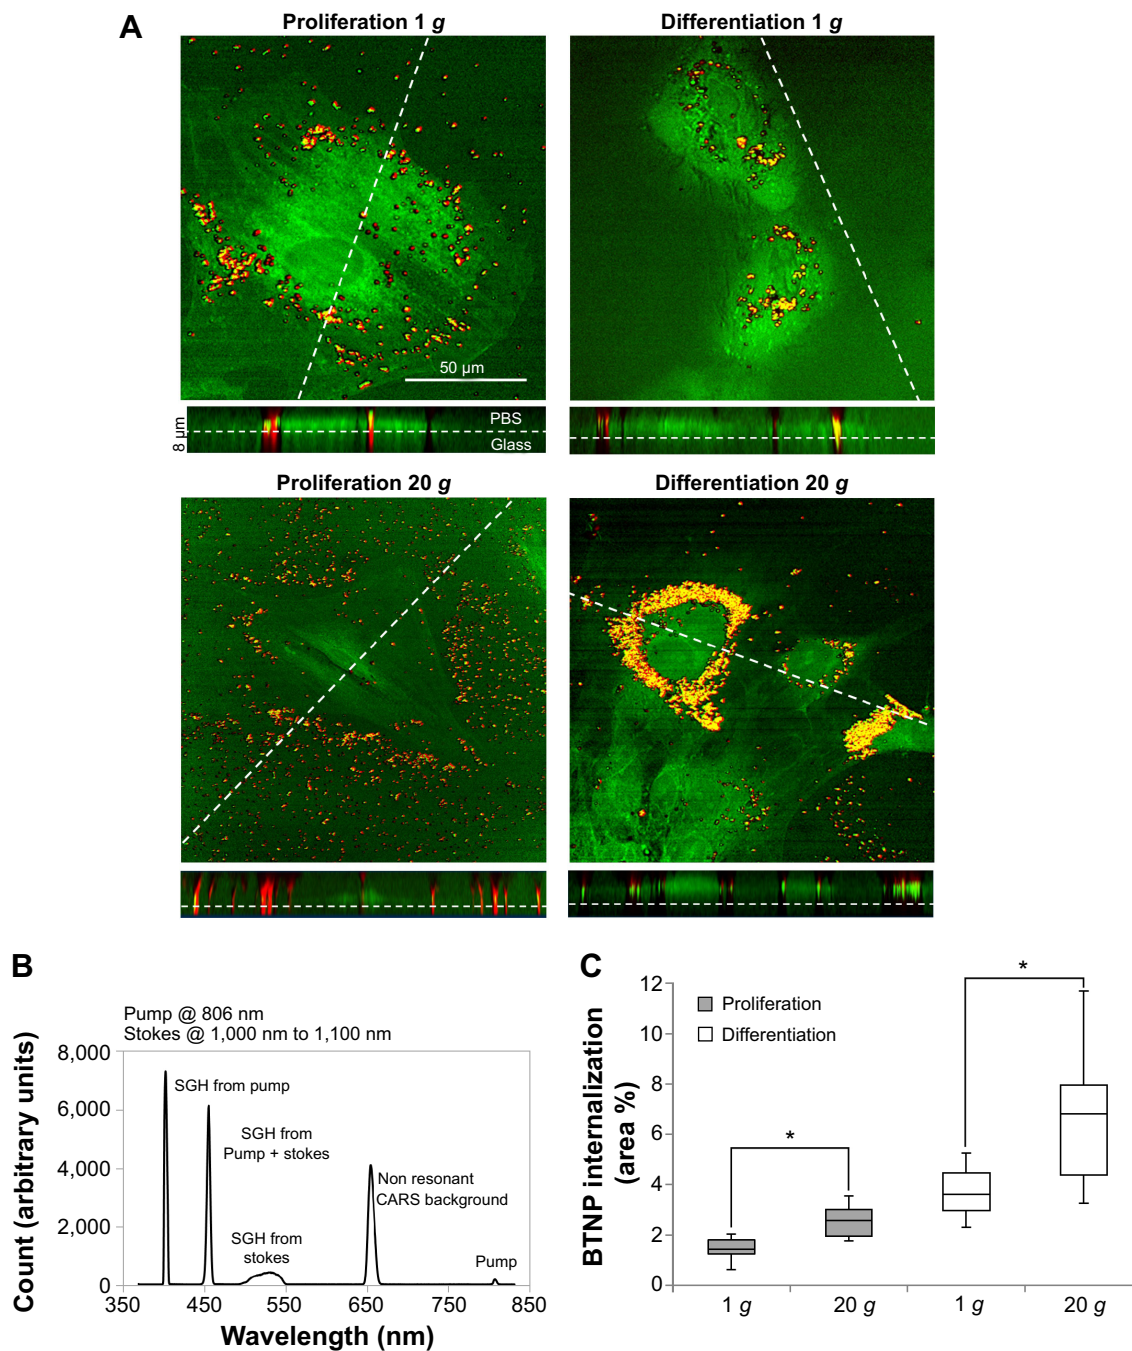 A
Proliferation 1 g
Differentiation 1 g
50 µm
8 µm
PBS
Glass
Proliferation 20 g
Differentiation 20 g
B
Pump @ 806 nm
Stokes @ 1,000 nm to 1,100 nm
Count (arbitrary units)
8,000
6,000
4,000
2,000
0
SGH from pump
SGH from
Pump + stokes
SGH from
stokes
Non resonant
CARS background
Pump
350
450
550
650
750
850
Wavelength (nm)
C
BTNP internalization
(area %)
12
10
8
6
4
2
0
Proliferation
Differentiation
*
*
1 g
20 g
1 g
20 g